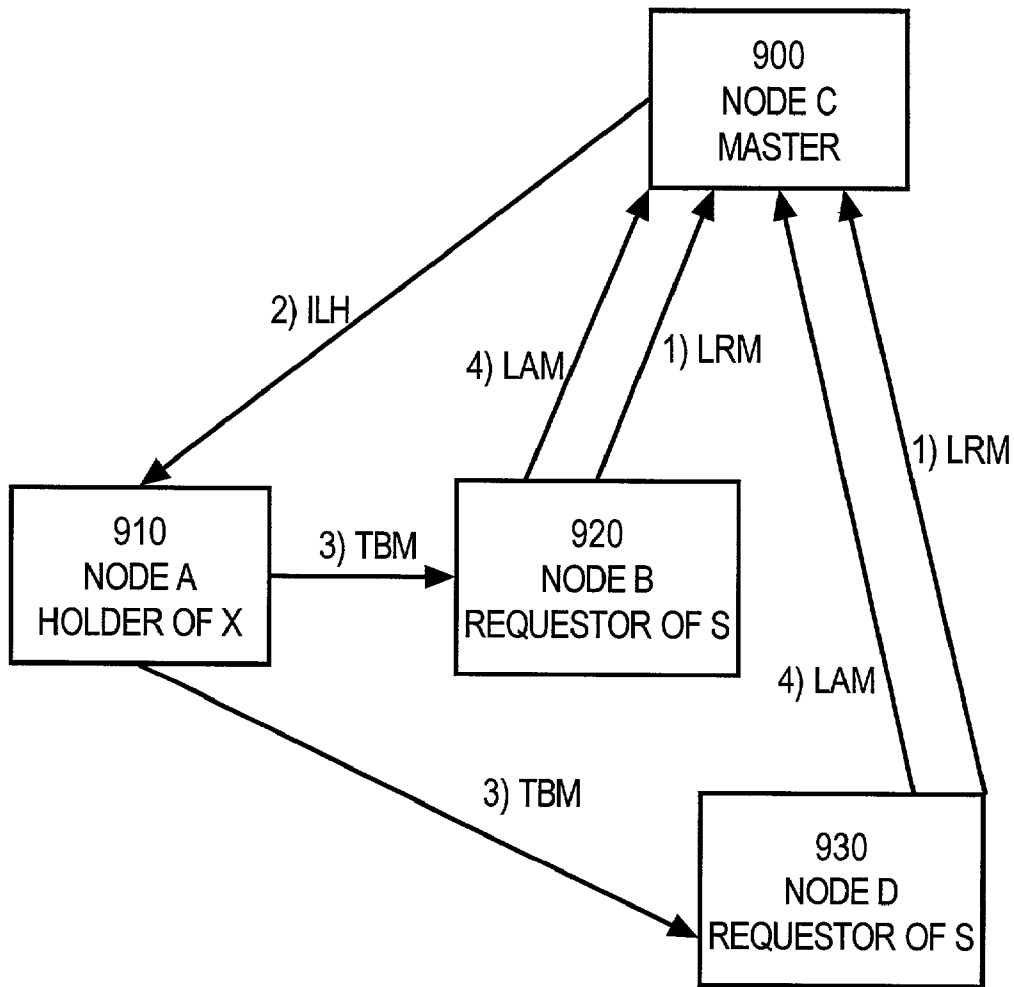 900
NODE C
MASTER
2) ILH
4) LAM
1) LRM
1) LRM
910
NODE A
HOLDER OF X
3) TBM
920
NODE B
REQUESTOR OF S
4) LAM
3) TBM
930
NODE D
REQUESTOR OF S